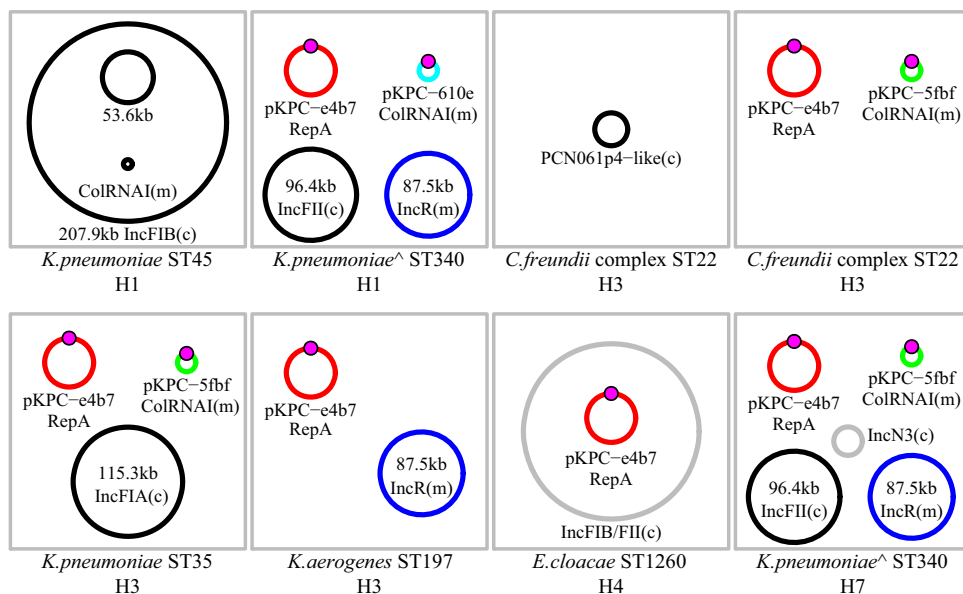 53.6kb
ColRNAI(m)
207.9kb IncFIB(c)
K.pneumoniae ST45
H1
pKPC−e4b7
RepA
pKPC−610e
ColRNAI(m)
96.4kb
IncFII(c)
87.5kb
IncR(m)
K.pneumoniae^ ST340
H1
PCN061p4−like(c)
C.freundii complex ST22
H3
pKPC−e4b7
RepA
pKPC−5fbf
ColRNAI(m)
C.freundii complex ST22
H3
pKPC−e4b7
RepA
pKPC−5fbf
ColRNAI(m)
115.3kb
IncFIA(c)
K.pneumoniae ST35
H3
pKPC−e4b7
RepA
87.5kb
IncR(m)
K.aerogenes ST197
H3
pKPC−e4b7
RepA
IncFIB/FII(c)
E.cloacae ST1260
H4
pKPC−e4b7
RepA
pKPC−5fbf
ColRNAI(m)
IncN3(c)
96.4kb
IncFII(c)
87.5kb
IncR(m)
K.pneumoniae^ ST340
H7